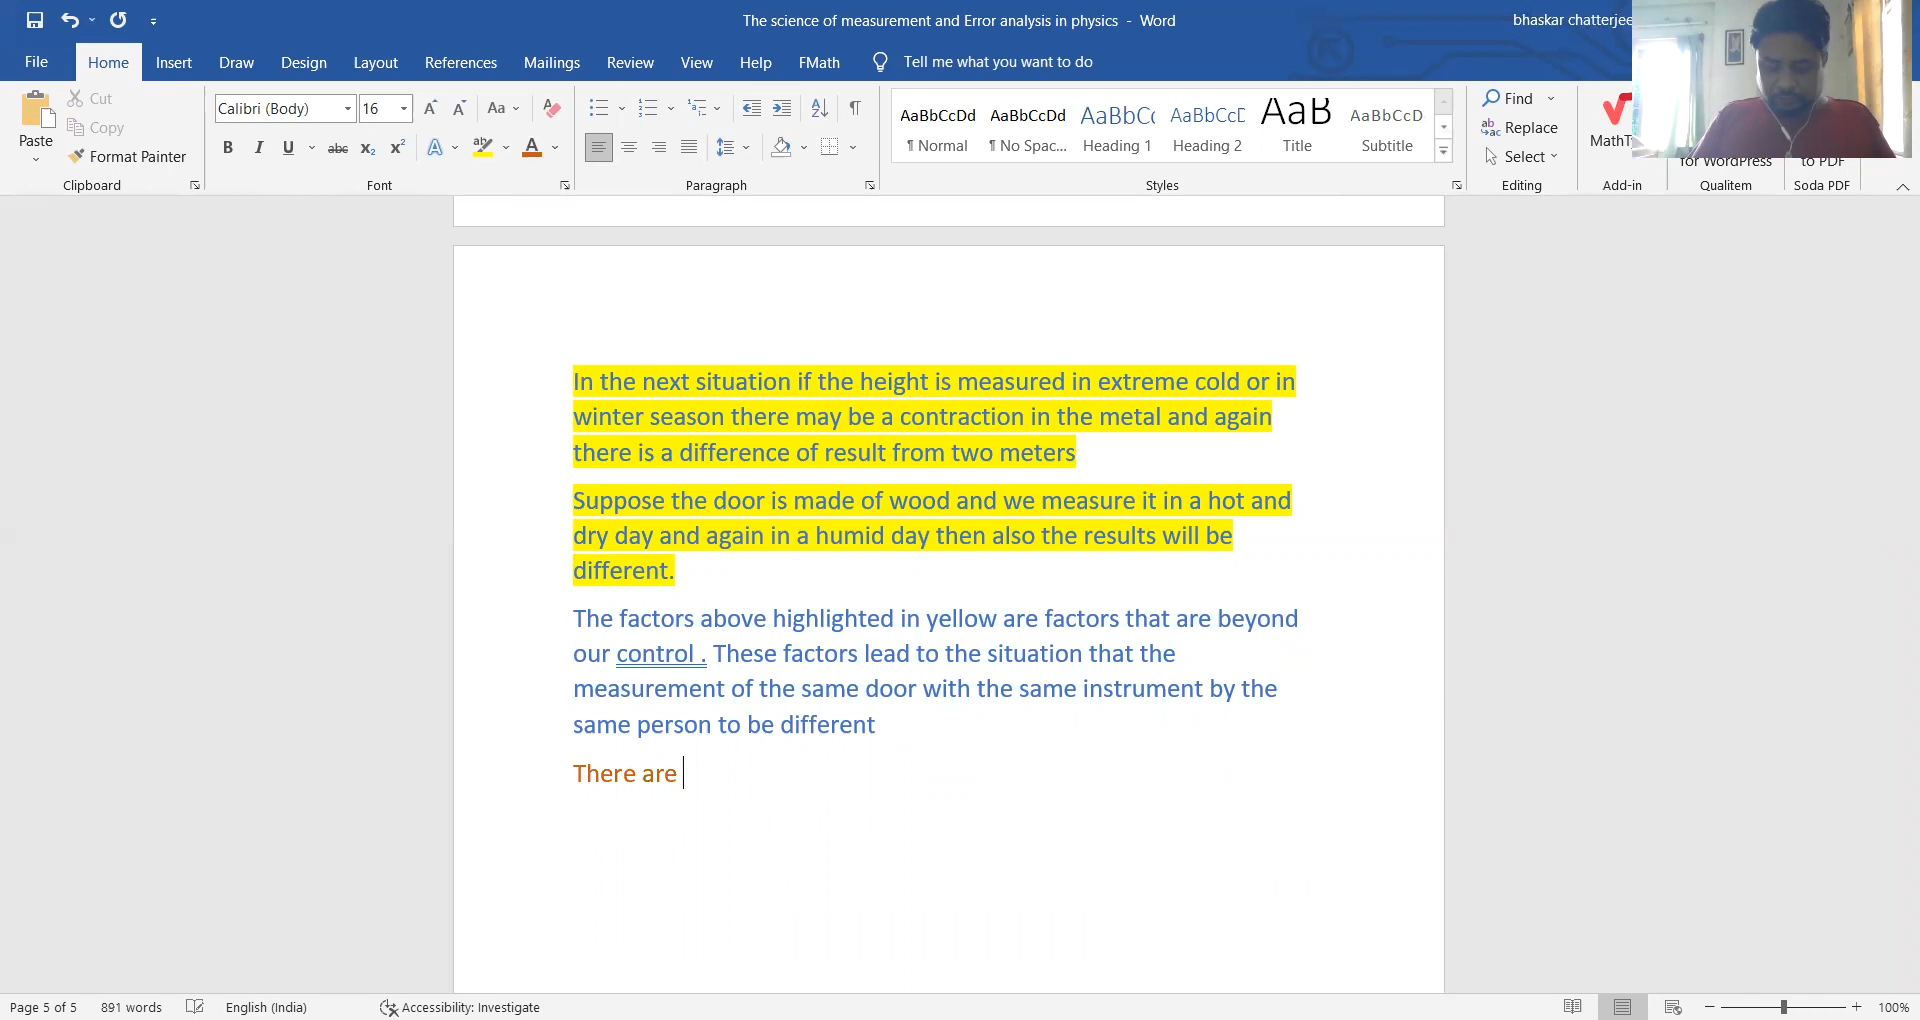 The science of measurement and Error analysis in physics - Word
bhaskar chatterjee
File Home Insert Draw Design Layout References Mailings Review View Help FMath Tell me what you want to do
Paste
Cut
Copy
Format Painter
Clipboard
Calibri (Body) 16
Font
Paragraph
AaBbCcDd AaBbCcDd AaBbCc AaBbCcD AaB AaBbCcD
¶ Normal ¶ No Spac... Heading 1 Heading 2 Title Subtitle
Styles
Find
Replace
Select
Editing
Add-in
for WordPress
Qualitem
to PDF
Soda PDF
In the next situation if the height is measured in extreme cold or in
winter season there may be a contraction in the metal and again
there is a difference of result from two meters
Suppose the door is made of wood and we measure it in a hot and
dry day and again in a humid day then also the results will be
different.
The factors above highlighted in yellow are factors that are beyond
our control . These factors lead to the situation that the
measurement of the same door with the same instrument by the
same person to be different
There are
Page 5 of 5 891 words English (India) Accessibility: Investigate 100%